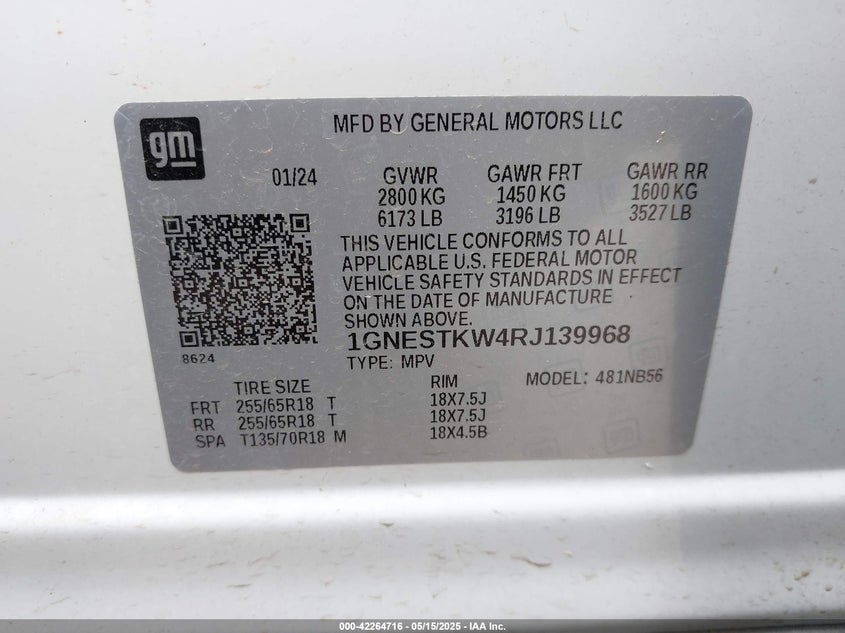 gm
MFD BY GENERAL MOTORS LLC
01/24 GVWR GAWR FRT GAWR RR
2800 KG 1450 KG 1600 KG
6173 LB 3196 LB 3527 LB
THIS VEHICLE CONFORMS TO ALL
APPLICABLE U.S. FEDERAL MOTOR
VEHICLE SAFETY STANDARDS IN EFFECT
ON THE DATE OF MANUFACTURE
SHOWN ABOVE.
1GNESTKW4RJ139968
8624
TYPE: MPV
MODEL: 481NB56
TIRE SIZE RIM
FRT 255/65R18 T 18X7.5J
RR 255/65R18 T 18X7.5J
SPA T135/70R18 M 18X4.5B
000-42264716 - 05/15/2025 - IAA Inc.